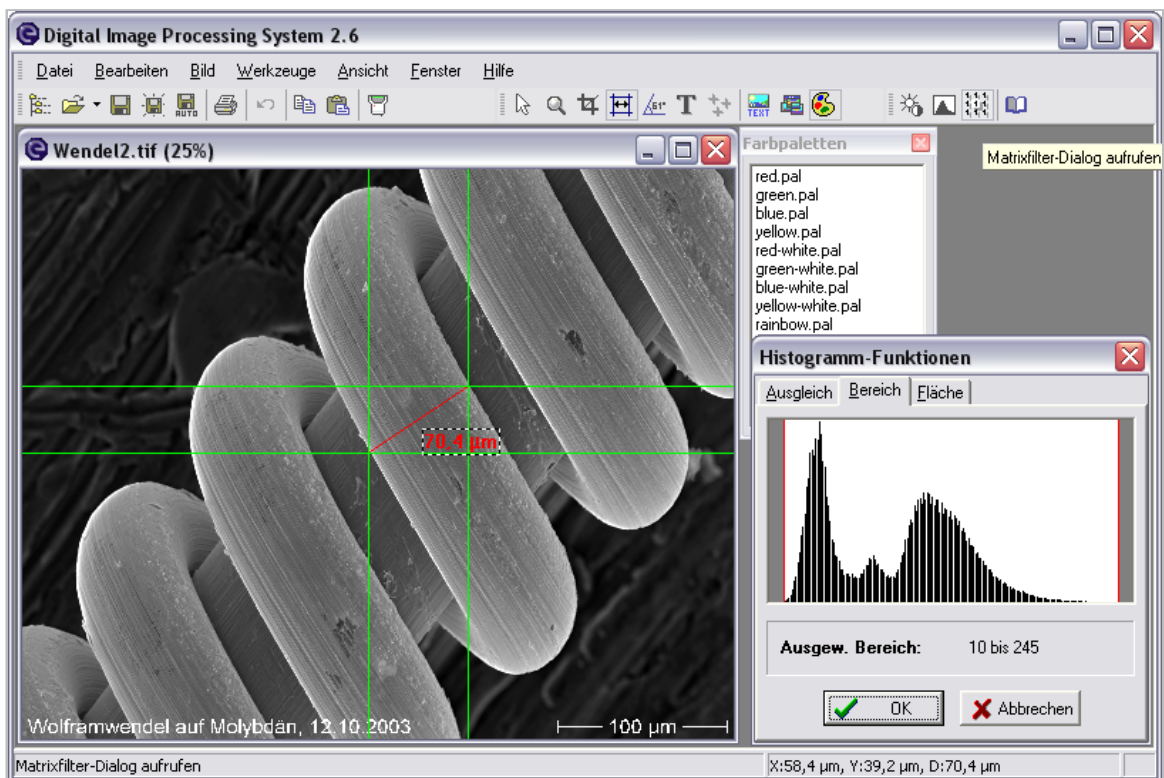 Digital Image Processing System 2.6
Datei Bearbeiten Bild Werkzeuge Ansicht Fenster Hilfe
AUTO 61° T TEXT
Wendel2.tif (25%)
Farbpaletten
Matrixfilter-Dialog aufrufen
red.pal
green.pal
blue.pal
yellow.pal
red-white.pal
green-white.pal
blue-white.pal
yellow-white.pal
rainbow.pal
70,4 µm
Wolframwendel auf Molybdän, 12.10.2003
100 µm
Histogramm-Funktionen
Ausgleich Bereich Fläche
Ausgew. Bereich: 10 bis 245
OK Abbrechen
Matrixfilter-Dialog aufrufen
X:58,4 µm, Y:39,2 µm, D:70,4 µm